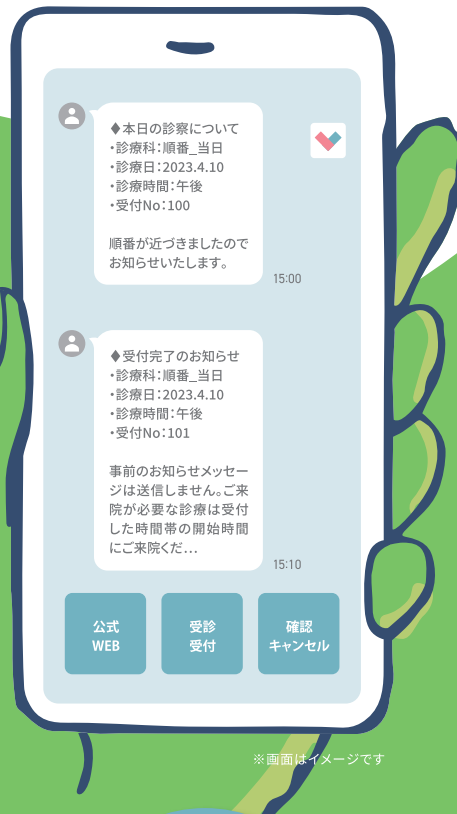 ♦本日の診察について
・診療科：順番_当日
・診療日：2023.4.10
・診療時間：午後
・受付No：100
順番が近づきましたので
お知らせいたします。
15:00
♦受付完了のお知らせ
・診療科：順番_当日
・診療日：2023.4.10
・診療時間：午後
・受付No：101
事前のお知らせメッセー
ジは送信しません。ご来
院が必要な診療は受付
した時間帯の開始時間
にご来院くだ…
15:10
公式
WEB
受診
受付
確認
キャンセル
※画面はイメージです